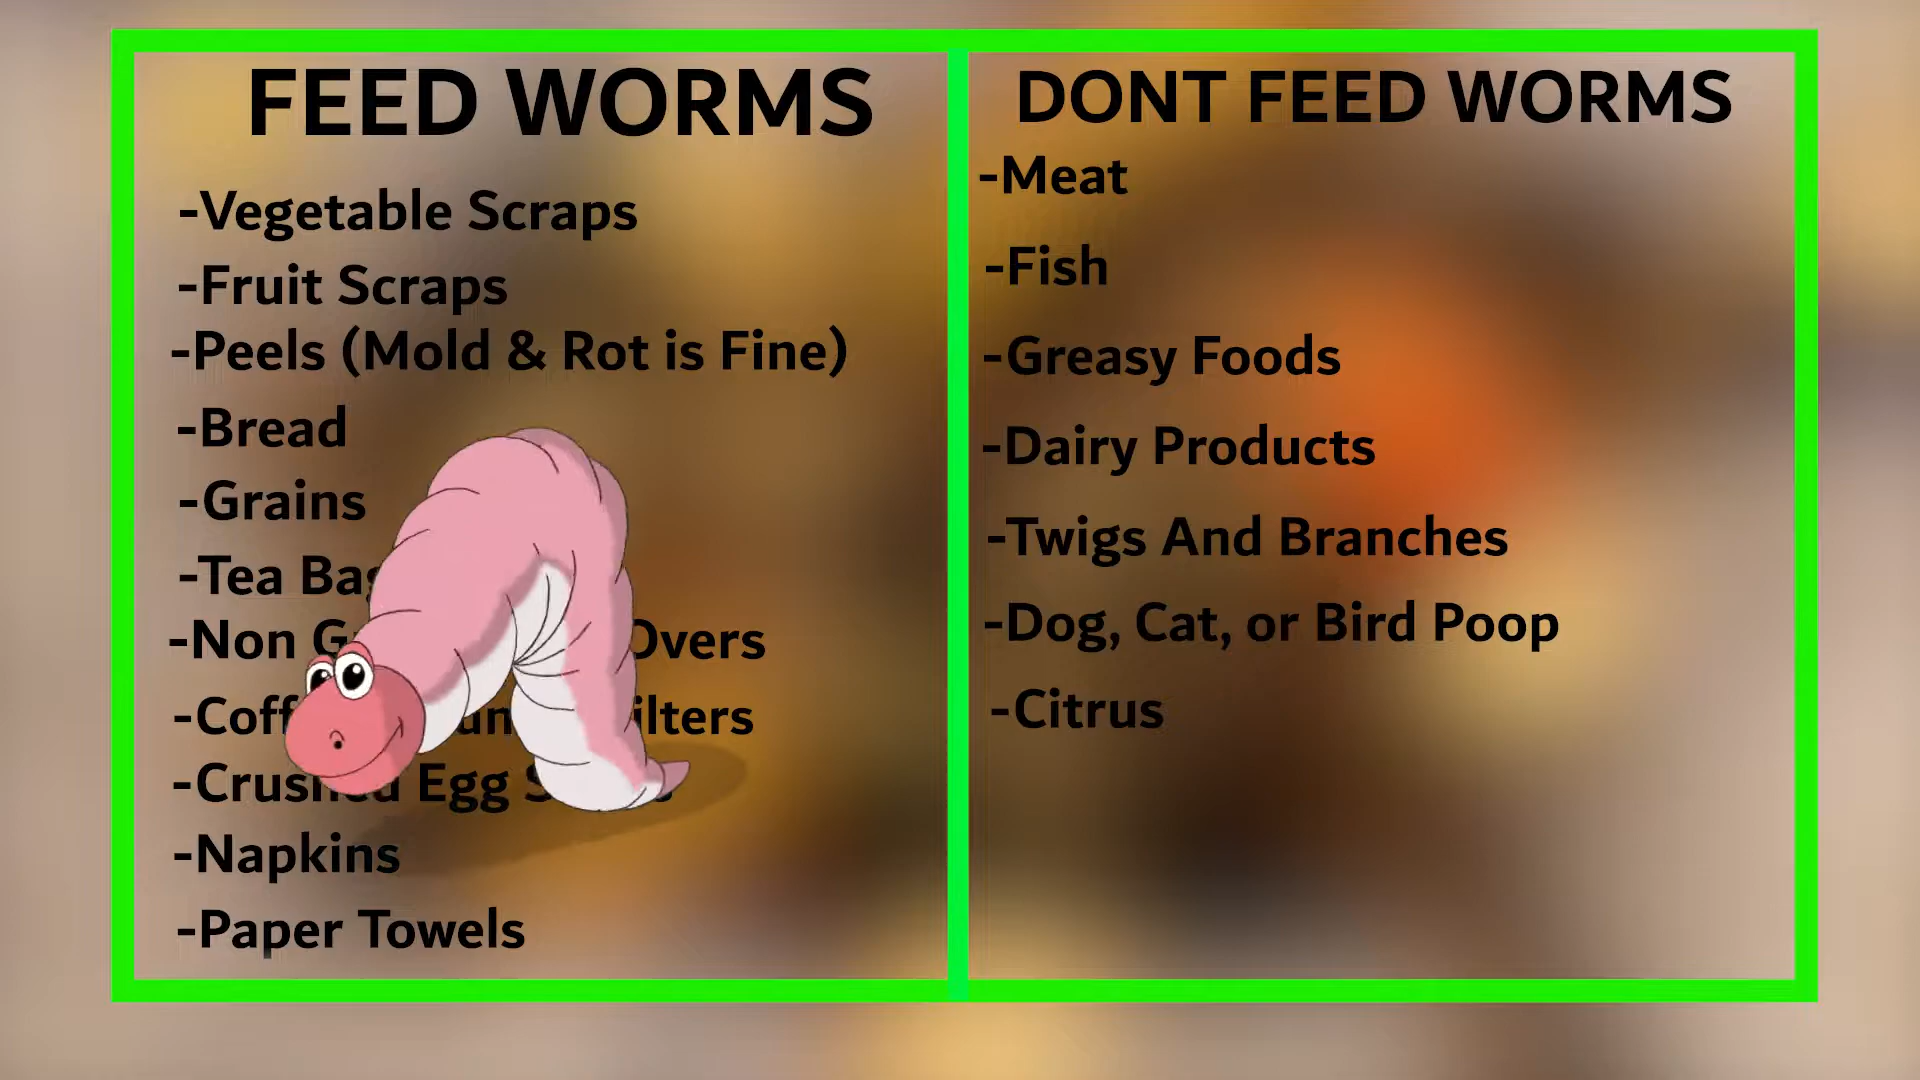 FEED WORMS
-Vegetable Scraps
-Fruit Scraps
-Peels (Mold & Rot is Fine)
-Bread
-Grains
-Tea
-Non Overs
-Crushed Egg
-Napkins
-Paper Towels
DONT FEED WORMS
-Meat
-Fish
-Greasy Foods
-Dairy Products
-Twigs And Branches
-Dog, Cat, or Bird Poop
-Citrus